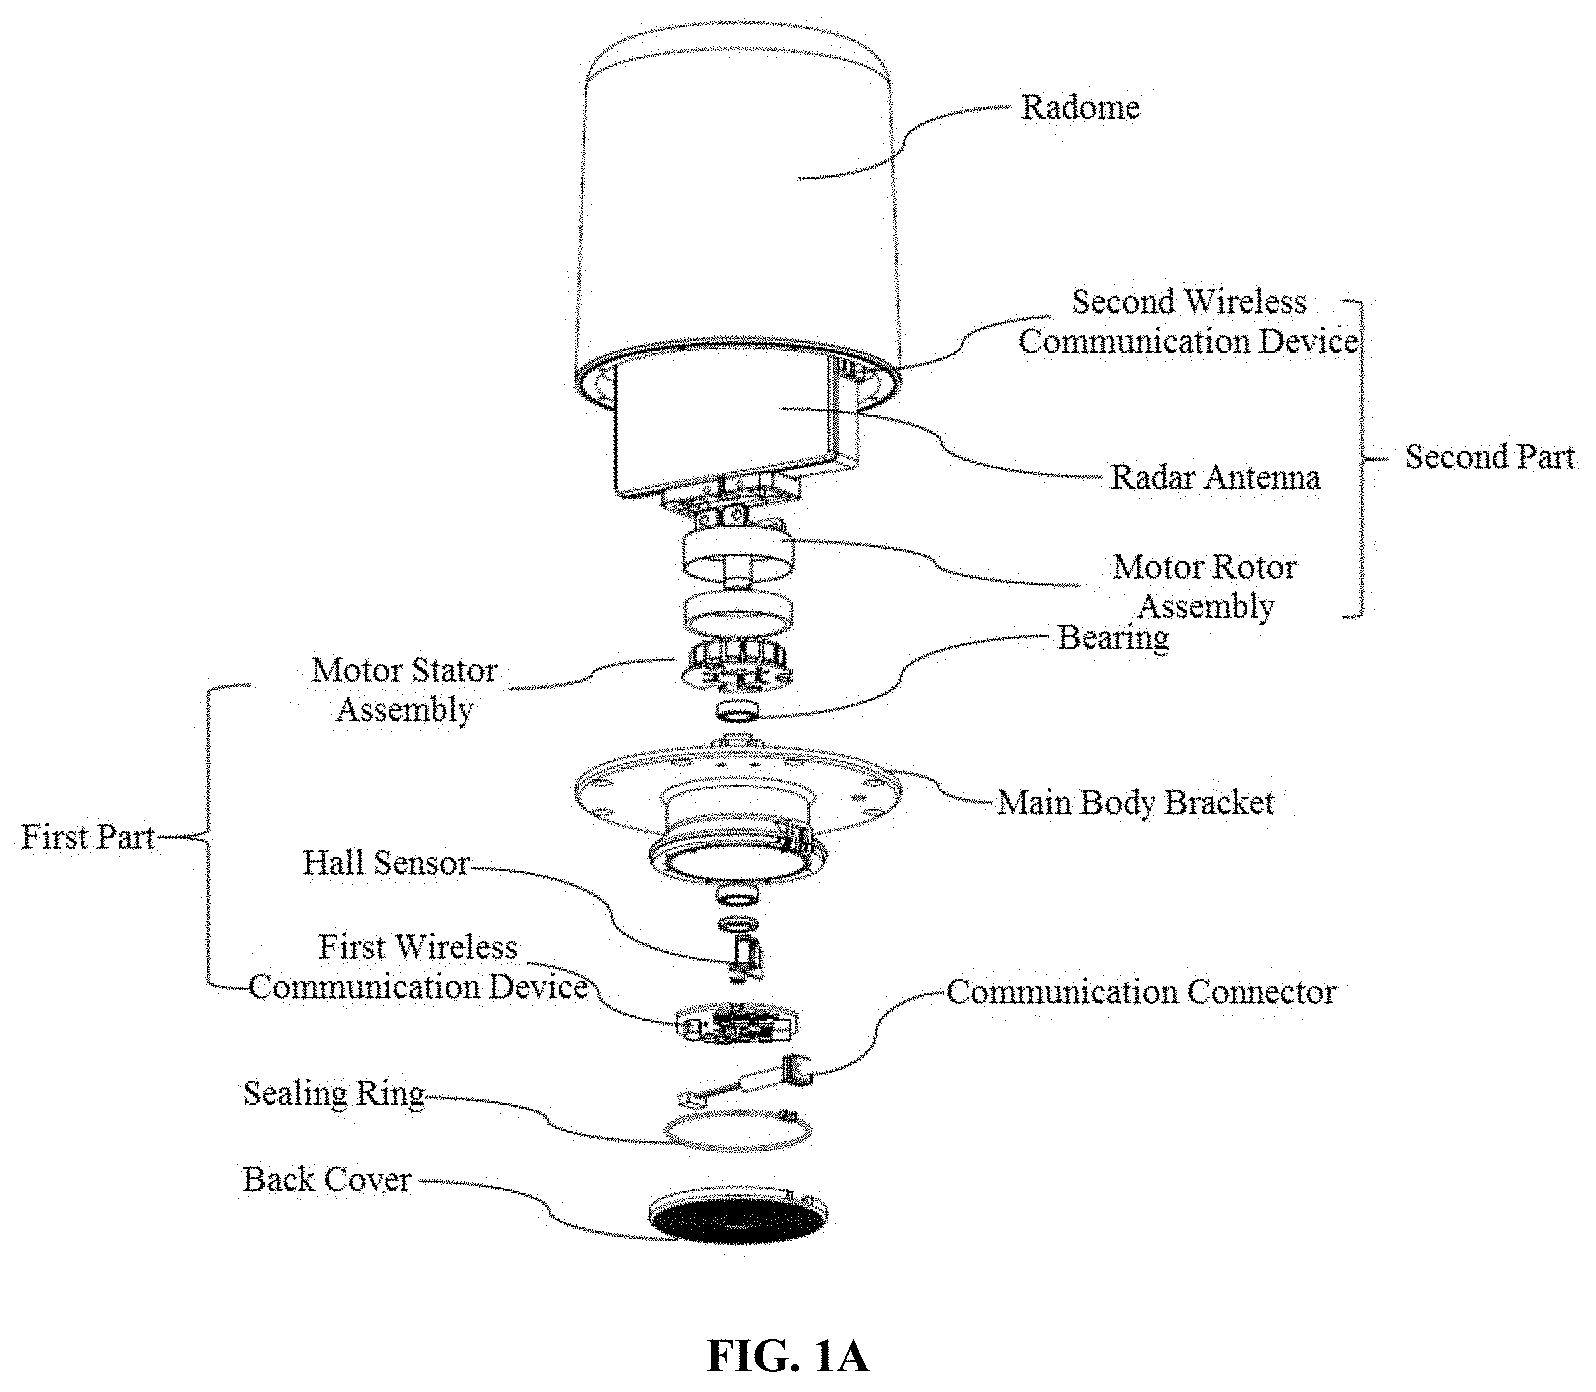 Radome
Second Wireless
Communication Device
Radar Antenna
Second Part
Motor Rotor
Assembly
Bearing
Motor Stator
Assembly
Main Body Bracket
First Part
Hall Sensor
First Wireless
Communication Device
Communication Connector
Sealing Ring
Back Cover
FIG. 1A